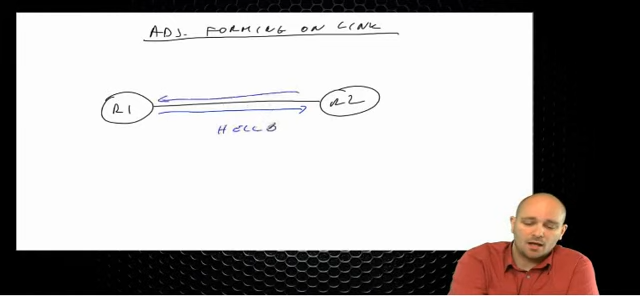 ADJ. FORMING ON LINK
R1
R2
HELLO